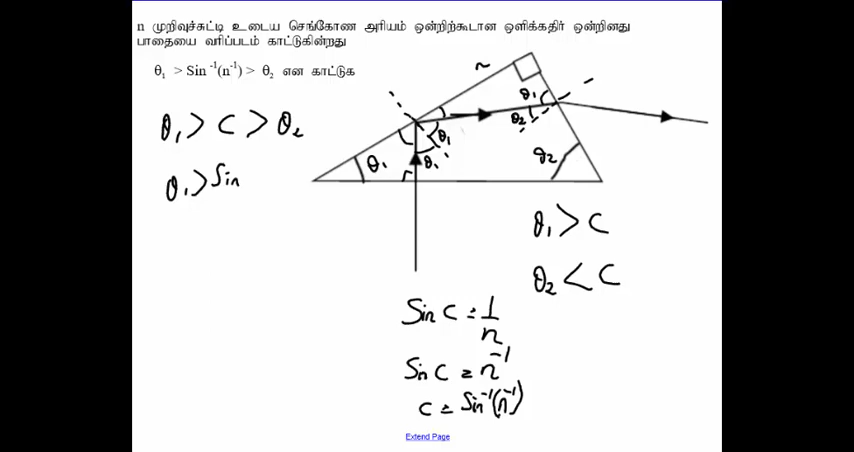 n முறிவுச்சுட்டி உடைய செங்கோண அரியம் ஒன்றிற்கூடான ஒளிக்கதிர் ஒன்றினது
பாதையை வரிப்படம் காட்டுகின்றது
θ₁ > Sin⁻¹(n⁻¹) > θ₂ என காட்டுக
n
θ₁ > C > θ₂
θ₁ > Sin
θ₁
θ₁
θ₁
θ₁
θ₂
θ₂
θ₁ > C
θ₂ < C
Sin C = 1/n
Sin C = n⁻¹
C = Sin⁻¹(n⁻¹)
Extend Page